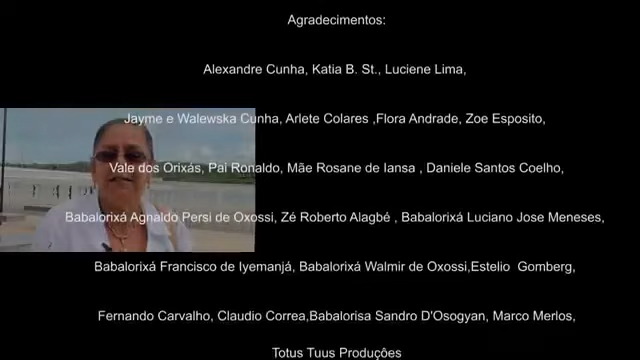 Agradecimentos:
Alexandre Cunha, Katia B. St., Luciene Lima,
Jayme e Walewska Cunha, Arlete Colares ,Flora Andrade, Zoe Esposito,
Vale dos Orixás, Pai Ronaldo, Mãe Rosane de Iansa , Daniele Santos Coelho,
Babalorixá Agnaldo Persi de Oxossi, Zé Roberto Alagbé , Babalorixá Luciano Jose Meneses,
Babalorixá Francisco de Iyemanjá, Babalorixá Walmir de Oxossi,Estelio  Gomberg,
Fernando Carvalho, Claudio Correa,Babalorisa Sandro D'Osogyan, Marco Merlos,
Totus Tuus Produções